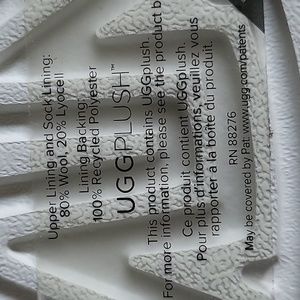 Upper Lining and Sock Lining:
80% Wool, 20% Lyocell
Lining Backing:
100% Recycled Polyester
UGGPLUSH™
This product contains UGGplush.
For more information, please see the product b
Ce produit contient UGGplush.
Pour plus d'informations, veuillez vous
rapporter à la boîte du produit.
RN 88276
May be covered by Pat: www.ugg.com/patents